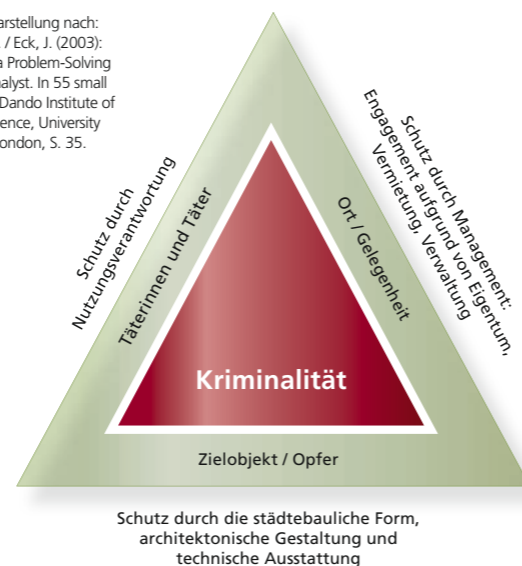 arstellung nach:
. / Eck, J. (2003):
a Problem-Solving
alyst. In 55 small
Dando Institute of
ence, University
ondon, S. 35.
Schutz durch
Nutzungsverantwortung
Täterinnen und Täter
Ort / Gelegenheit
Schutz durch Management:
Engagement aufgrund von Eigentum,
Vermietung, Verwaltung
Kriminalität
Zielobjekt / Opfer
Schutz durch die städtebauliche Form,
architektonische Gestaltung und
technische Ausstattung